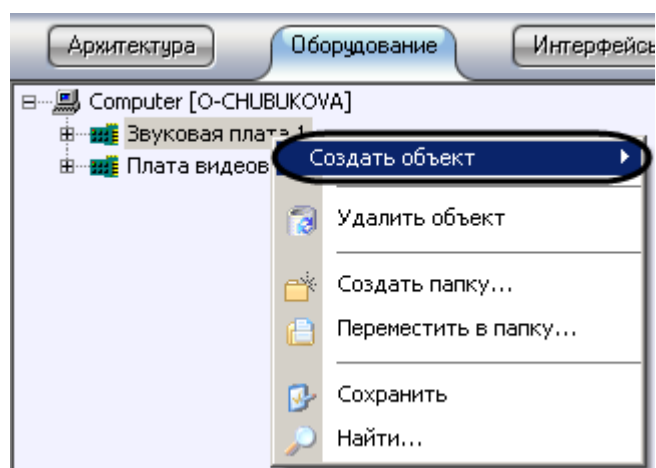 Архитектура Оборудование Интерфейсы
Computer [O-CHUBUKOVA]
Звуковая плата 1
Плата видеов
Создать объект
Удалить объект
Создать папку...
Переместить в папку...
Сохранить
Найти...